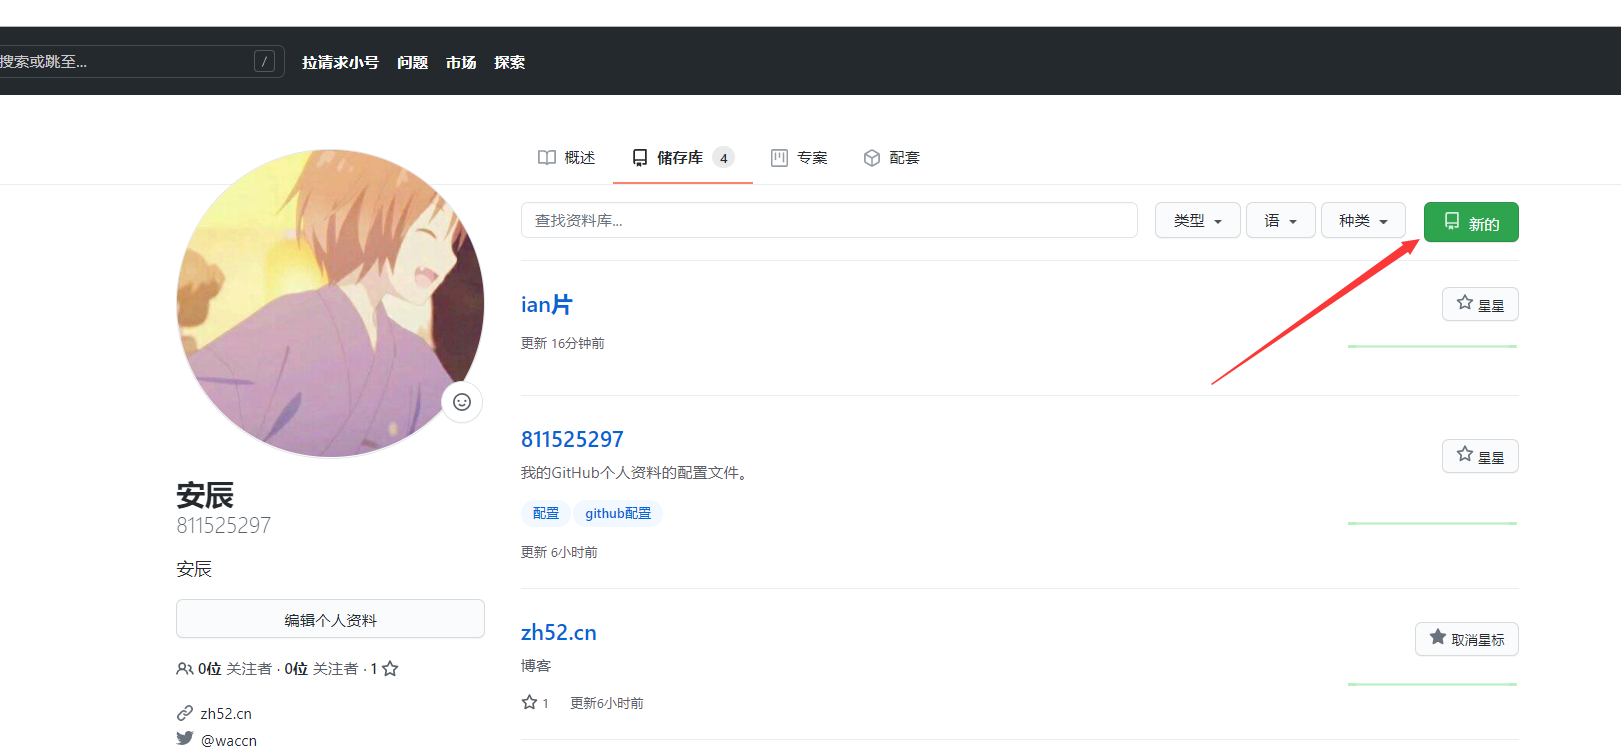 搜索或跳至... / 拉请求小号 问题 市场 探索
概述 储存库 4 专案 配套
查找资料库... 类型 语 种类 新的
ian片 星星
更新 16分钟前
811525297 星星
我的GitHub个人资料的配置文件。
配置 github配置
更新 6小时前
zh52.cn 取消星标
博客
1 更新6小时前
安辰
811525297
安辰
编辑个人资料
0位 关注者 · 0位 关注者 · 1
zh52.cn
@waccn